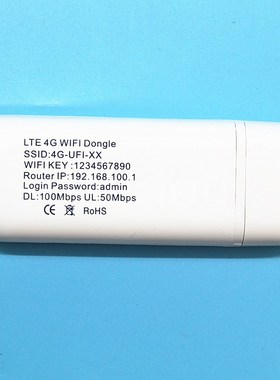 LTE 4G WIFI Dongle
SSID:4G-UFI-XX
WIFI KEY :1234567890
Router IP:192.168.100.1
Login Password:admin
DL:100Mbps UL:50Mbps
CE RoHS